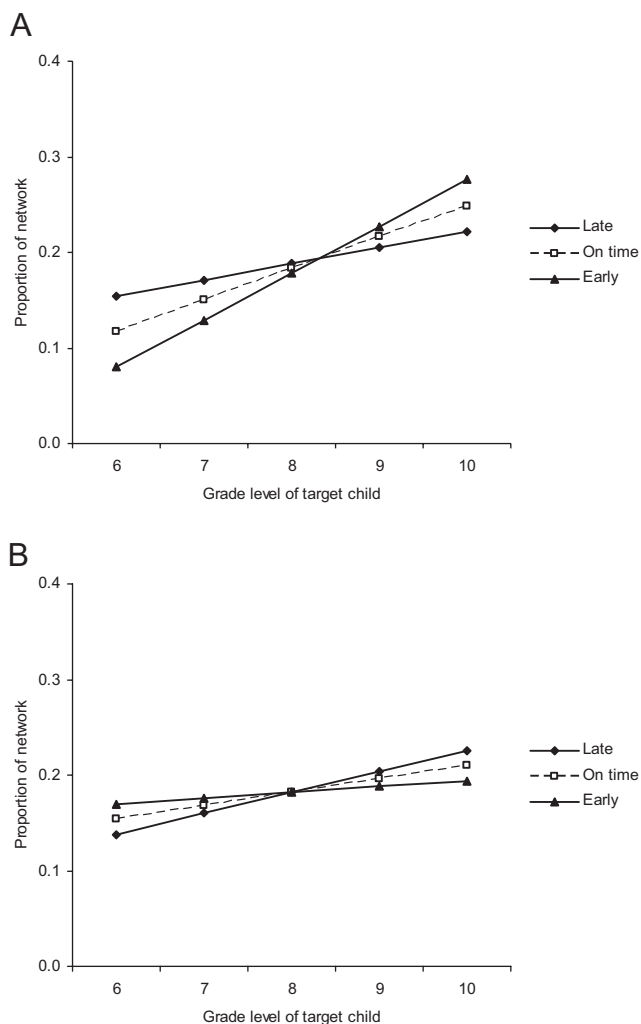 A
0.4
0.3
0.2
0.1
0.0
Proportion of network
6 7 8 9 10
Grade level of target child
Late
On time
Early
B
0.4
0.3
0.2
0.1
0.0
Proportion of network
6 7 8 9 10
Grade level of target child
Late
On time
Early